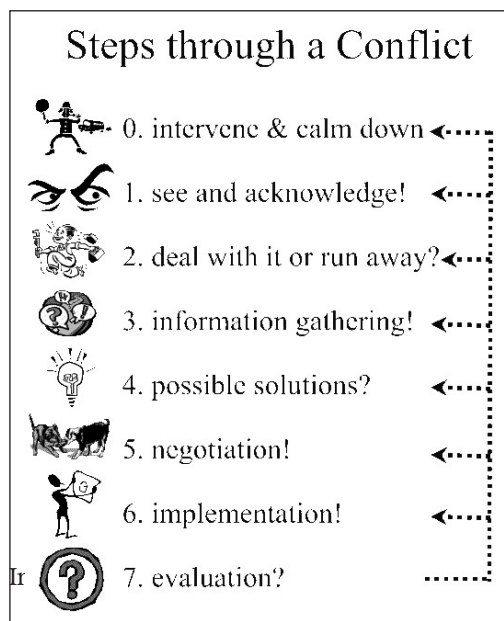 Steps through a Conflict
0. intervene & calm down
1. see and acknowledge!
2. deal with it or run away?
3. information gathering!
4. possible solutions?
5. negotiation!
6. implementation!
Ir 7. evaluation?